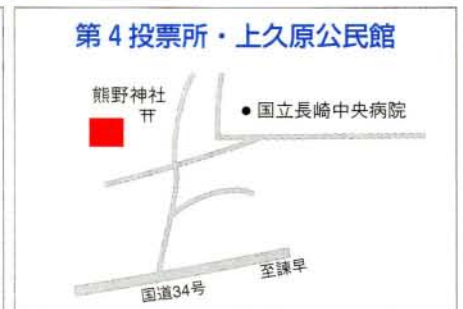 第4投票所・上久原公民館
熊野神社
国立長崎中央病院
至諫早
国道34号